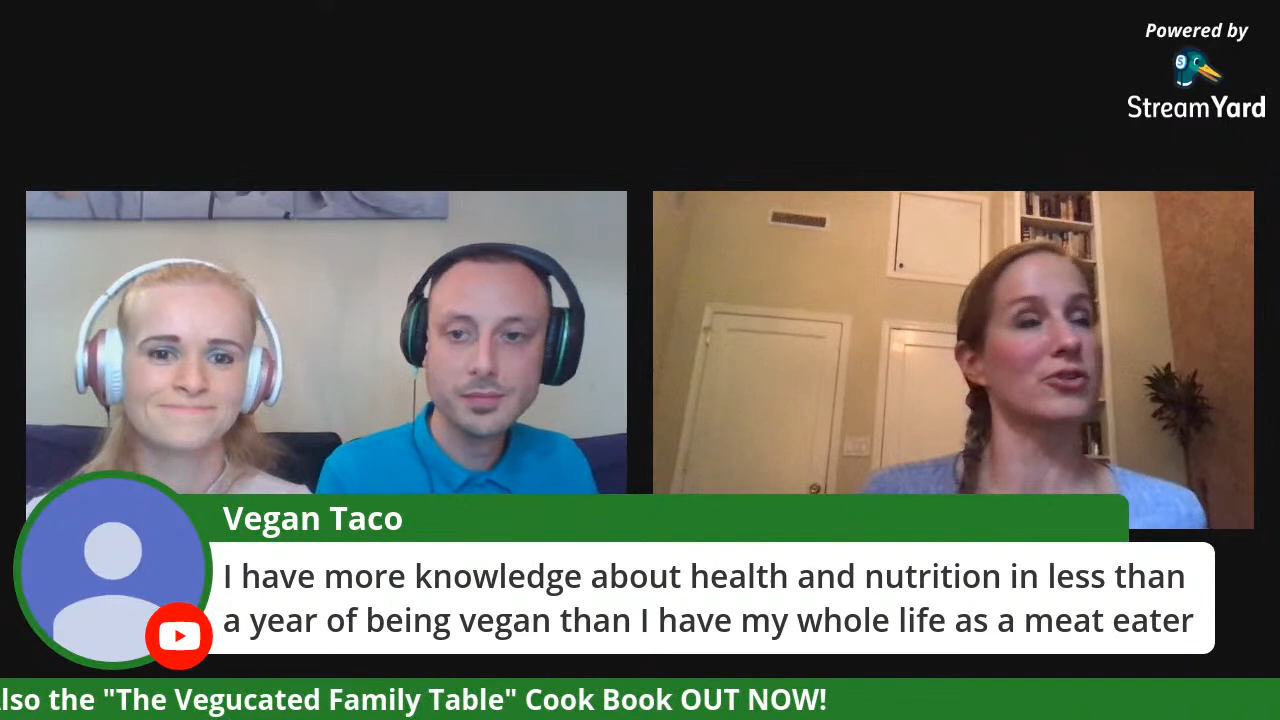 Powered by
StreamYard
Vegan Taco
I have more knowledge about health and nutrition in less than
a year of being vegan than I have my whole life as a meat eater
lso the "The Vegucated Family Table" Cook Book OUT NOW!